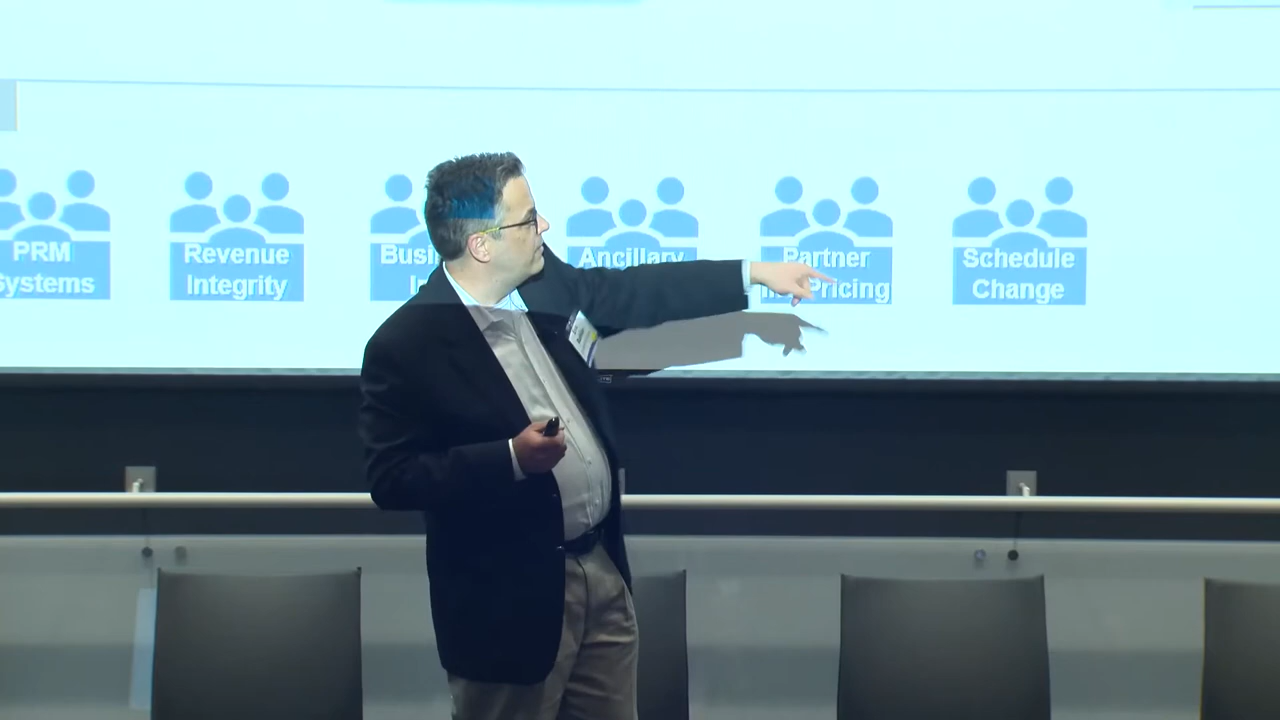 PRM
Systems
Revenue
Integrity
Ancillary
Partner
Pricing
Schedule
Change